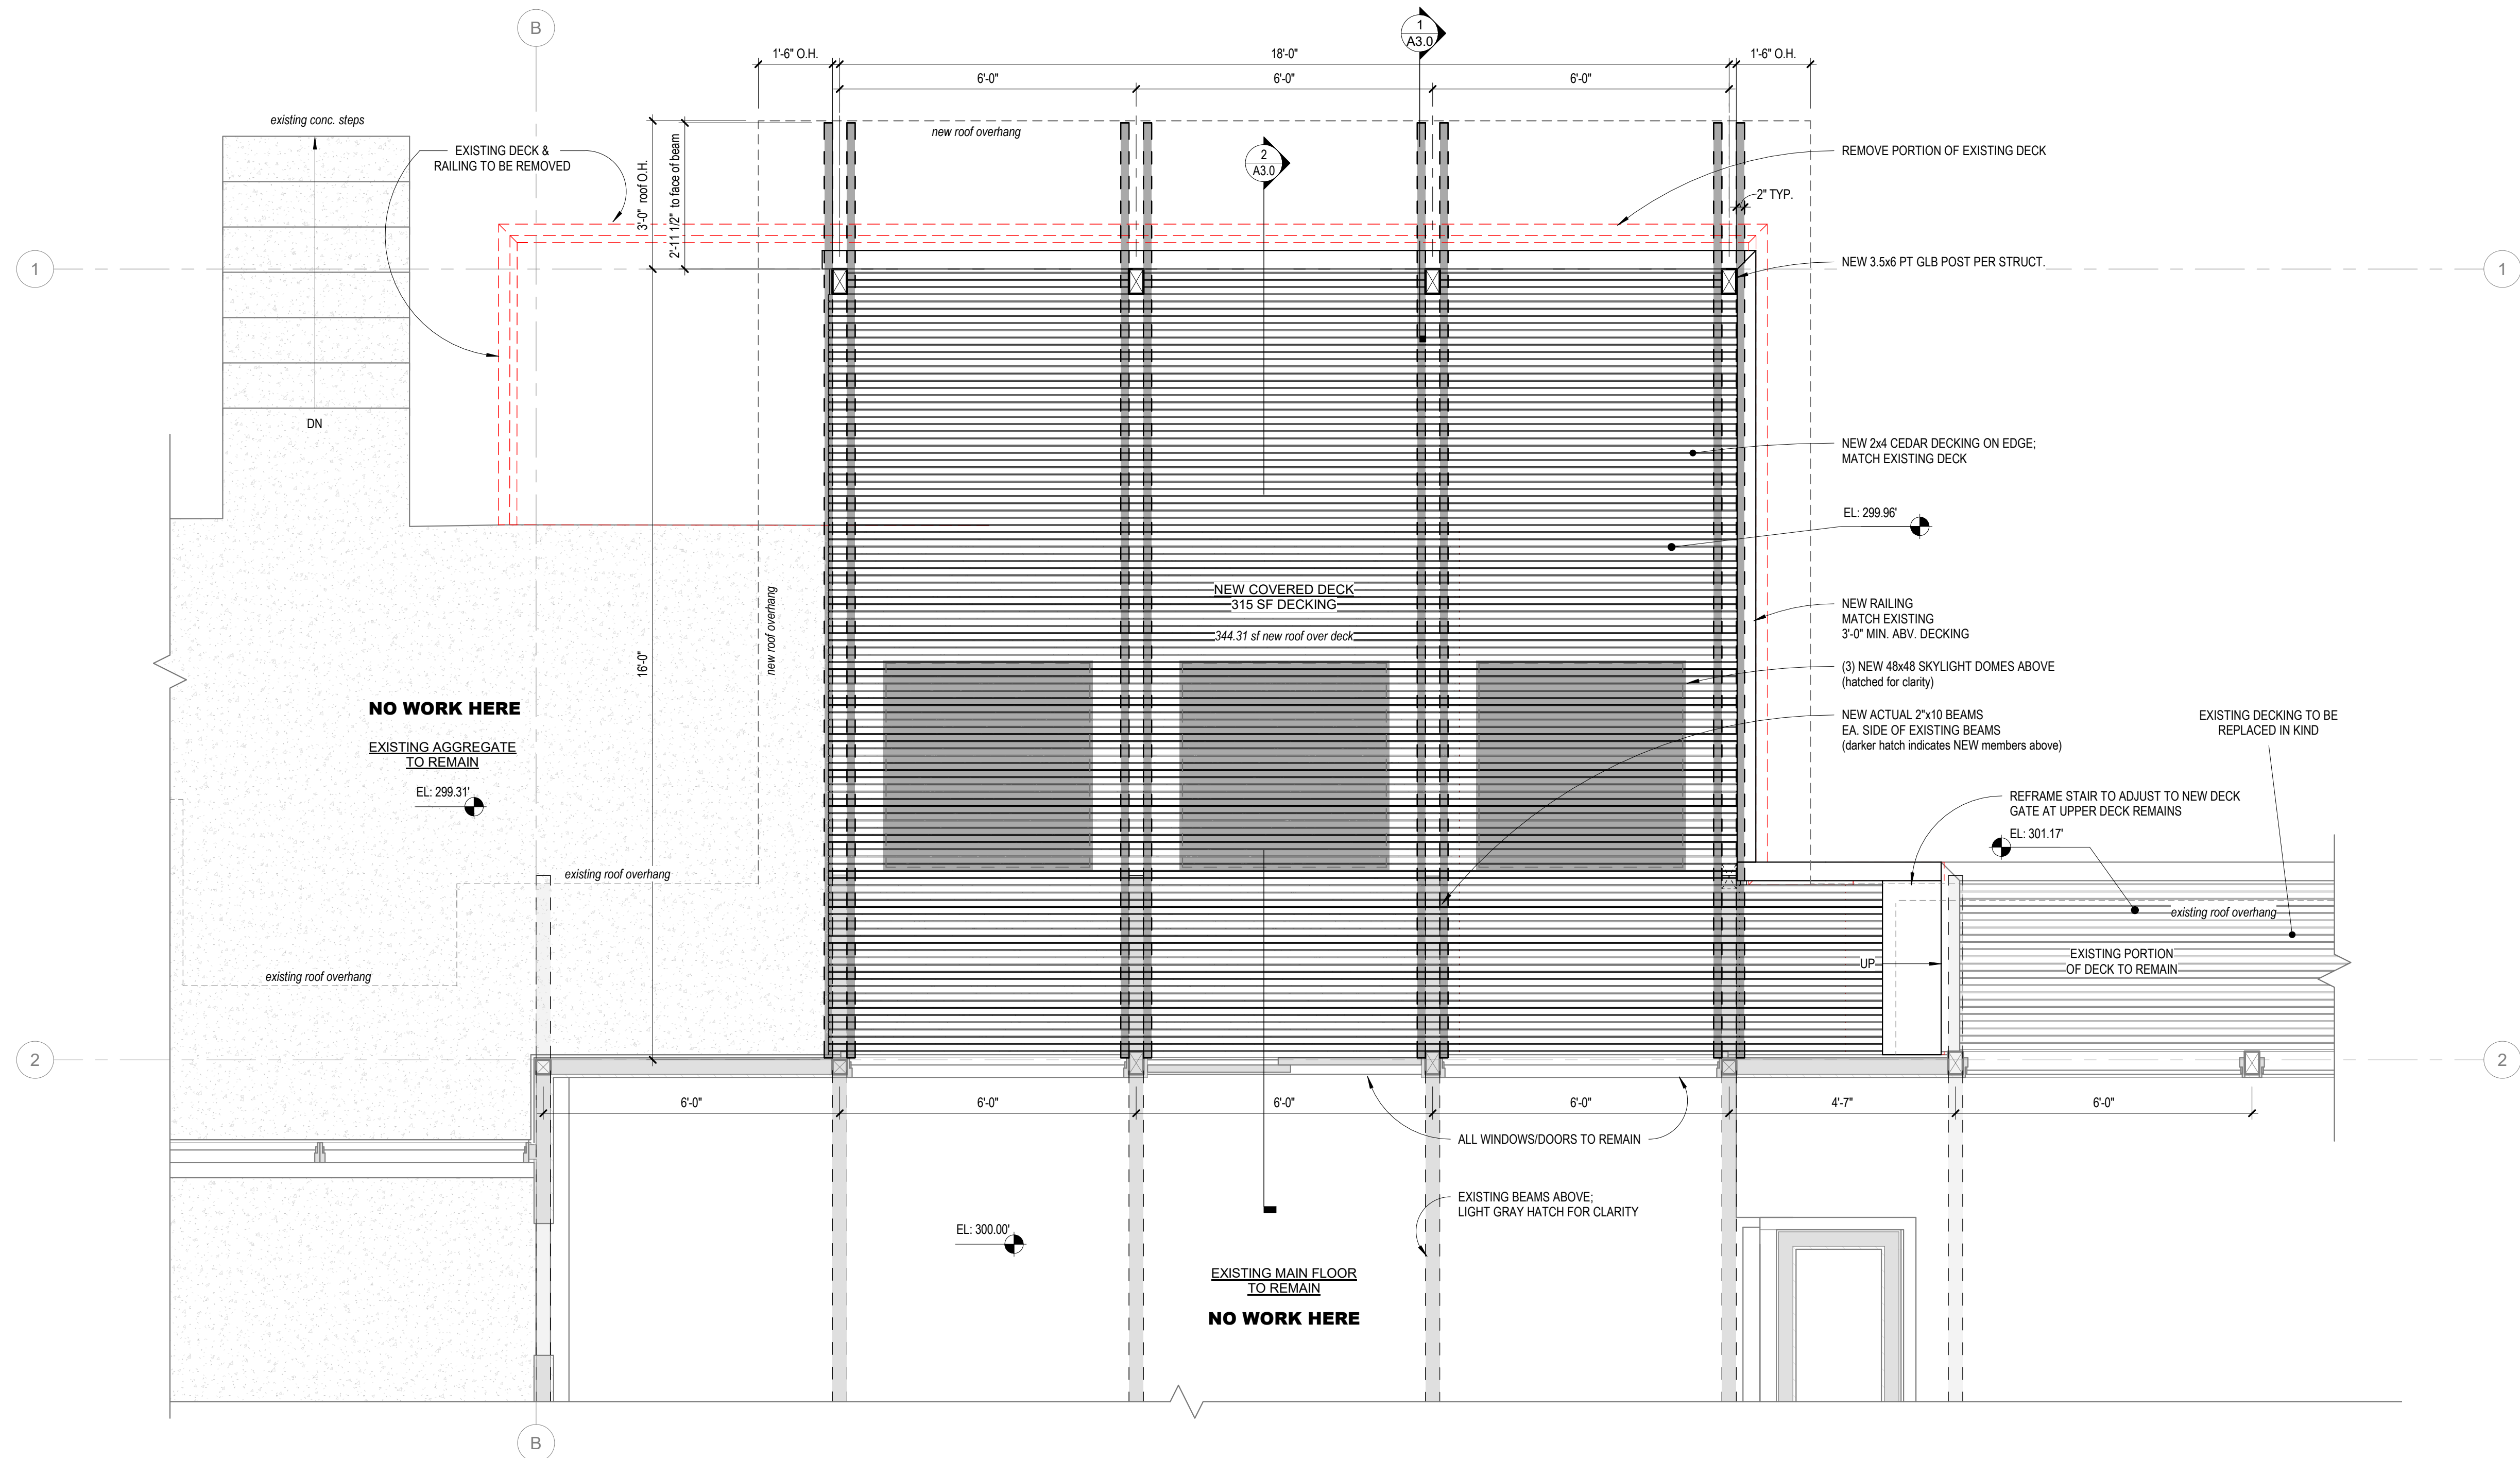 B
1
A3.0
1'-6" O.H.
18'-0"
1'-6" O.H.
6'-0"
6'-0"
6'-0"
existing conc. steps
new roof overhang
EXISTING DECK &
RAILING TO BE REMOVED
3'-0" roof O.H.
2'-11 1/2" to face of beam
2
A3.0
REMOVE PORTION OF EXISTING DECK
2" TYP.
1
NEW 3.5x6 PT GLB POST PER STRUCT.
1
DN
NEW 2x4 CEDAR DECKING ON EDGE;
MATCH EXISTING DECK
EL: 299.96'
NEW COVERED DECK
315 SF DECKING
344.31 sf new roof over deck
new roof overhang
16'-0"
NEW RAILING
MATCH EXISTING
3'-0" MIN. ABV. DECKING
(3) NEW 48x48 SKYLIGHT DOMES ABOVE
(hatched for clarity)
NEW ACTUAL 2"x10 BEAMS
EA. SIDE OF EXISTING BEAMS
(darker hatch indicates NEW members above)
EXISTING DECKING TO BE
REPLACED IN KIND
NO WORK HERE
EXISTING AGGREGATE
TO REMAIN
EL: 299.31'
REFRAME STAIR TO ADJUST TO NEW DECK
GATE AT UPPER DECK REMAINS
EL: 301.17'
existing roof overhang
existing roof overhang
existing roof overhang
UP
EXISTING PORTION
OF DECK TO REMAIN
2
2
6'-0"
6'-0"
6'-0"
6'-0"
4'-7"
6'-0"
ALL WINDOWS/DOORS TO REMAIN
EXISTING BEAMS ABOVE;
LIGHT GRAY HATCH FOR CLARITY
EL: 300.00'
EXISTING MAIN FLOOR
TO REMAIN
NO WORK HERE
B